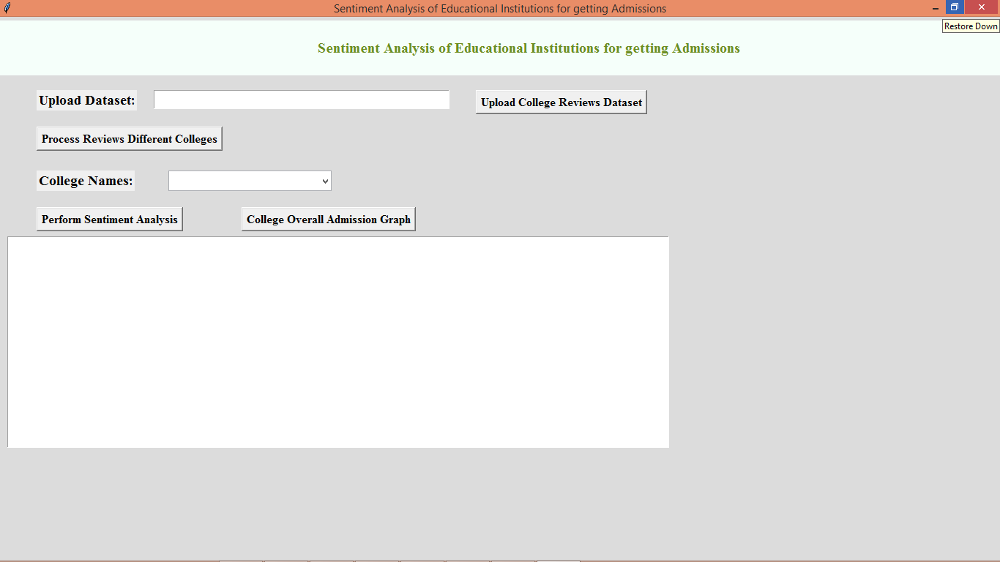 Sentiment Analysis of Educational Institutions for getting Admissions
Restore Down
Sentiment Analysis of Educational Institutions for getting Admissions
Upload Dataset:
Upload College Reviews Dataset
Process Reviews Different Colleges
College Names:
Perform Sentiment Analysis
College Overall Admission Graph